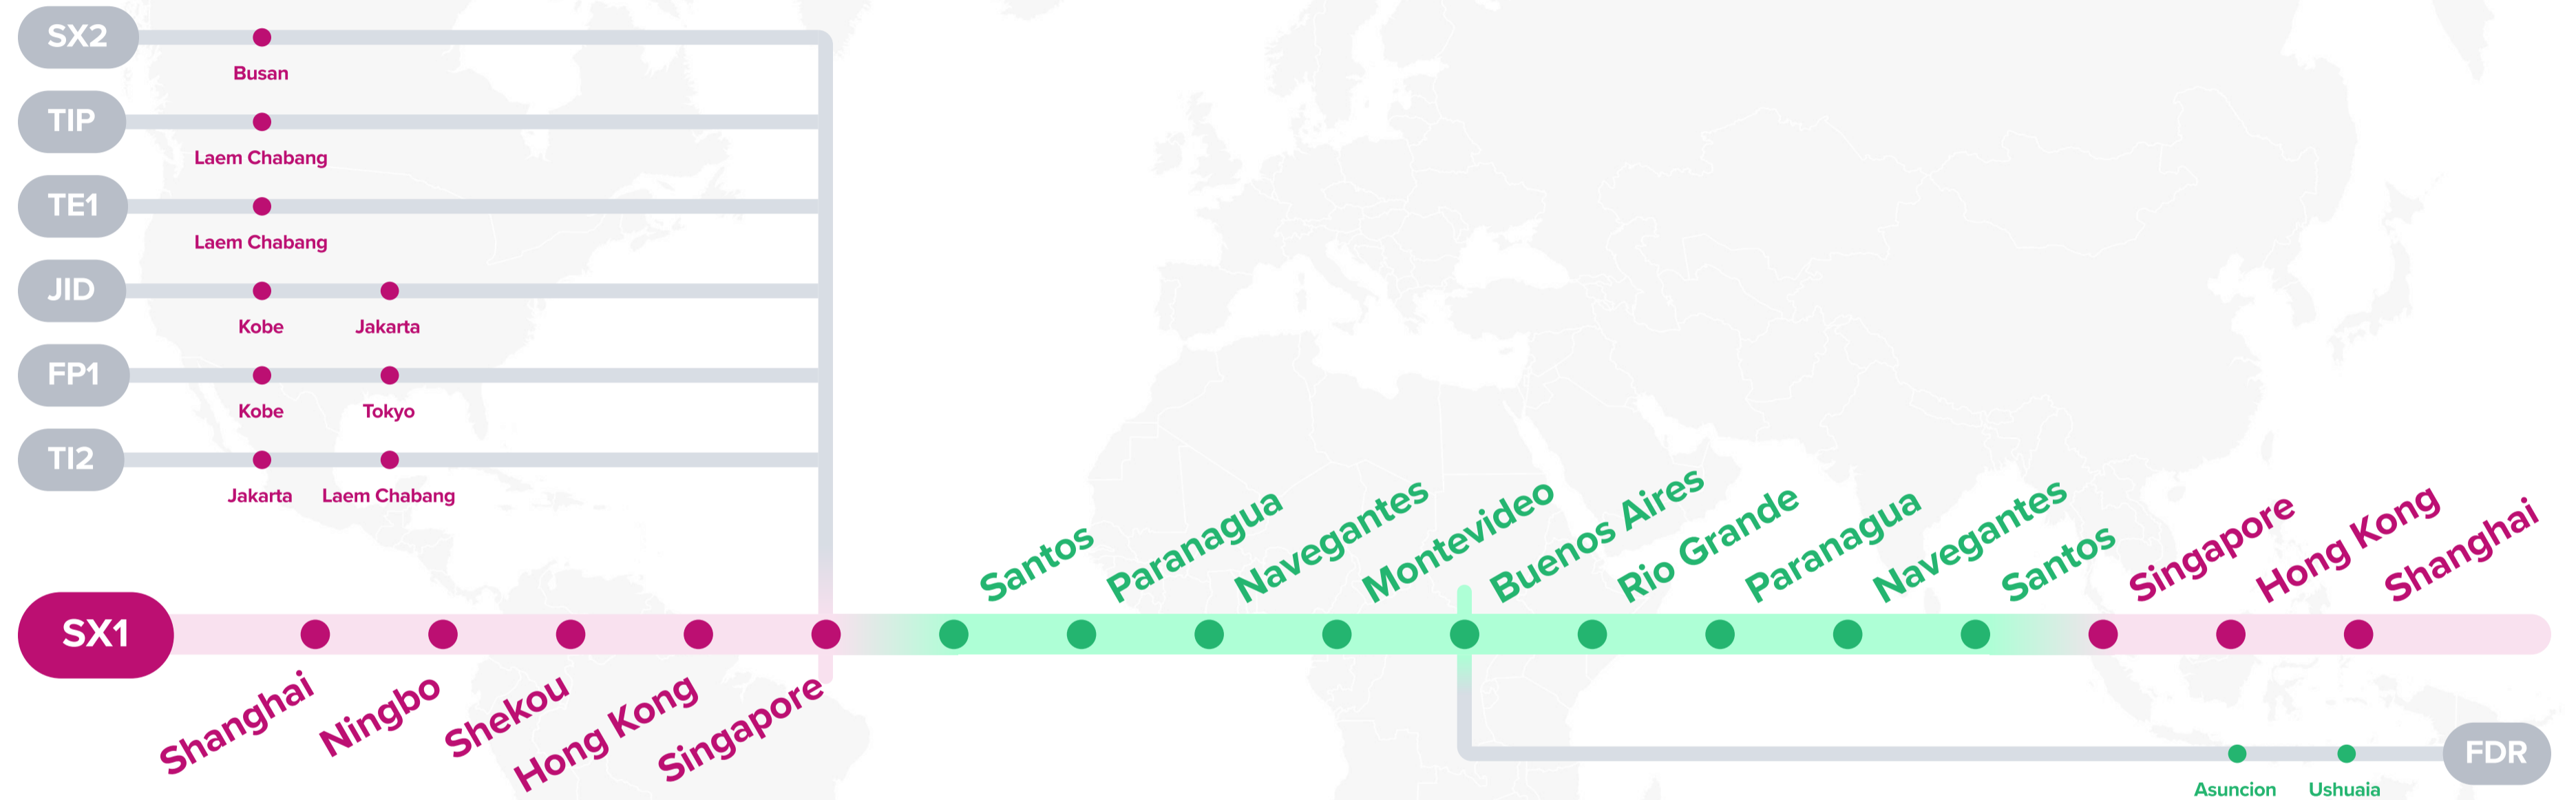 SX2
Busan
TIP
Laem Chabang
TE1
Laem Chabang
JID
Kobe
Jakarta
FP1
Kobe
Tokyo
TI2
Jakarta
Laem Chabang
SX1
Shanghai
Ningbo
Shekou
Hong Kong
Singapore
Santos
Paranagua
Navegantes
Montevideo
Buenos Aires
Rio Grande
Paranagua
Navegantes
Santos
Singapore
Hong Kong
Shanghai
Asuncion
Ushuaia
FDR